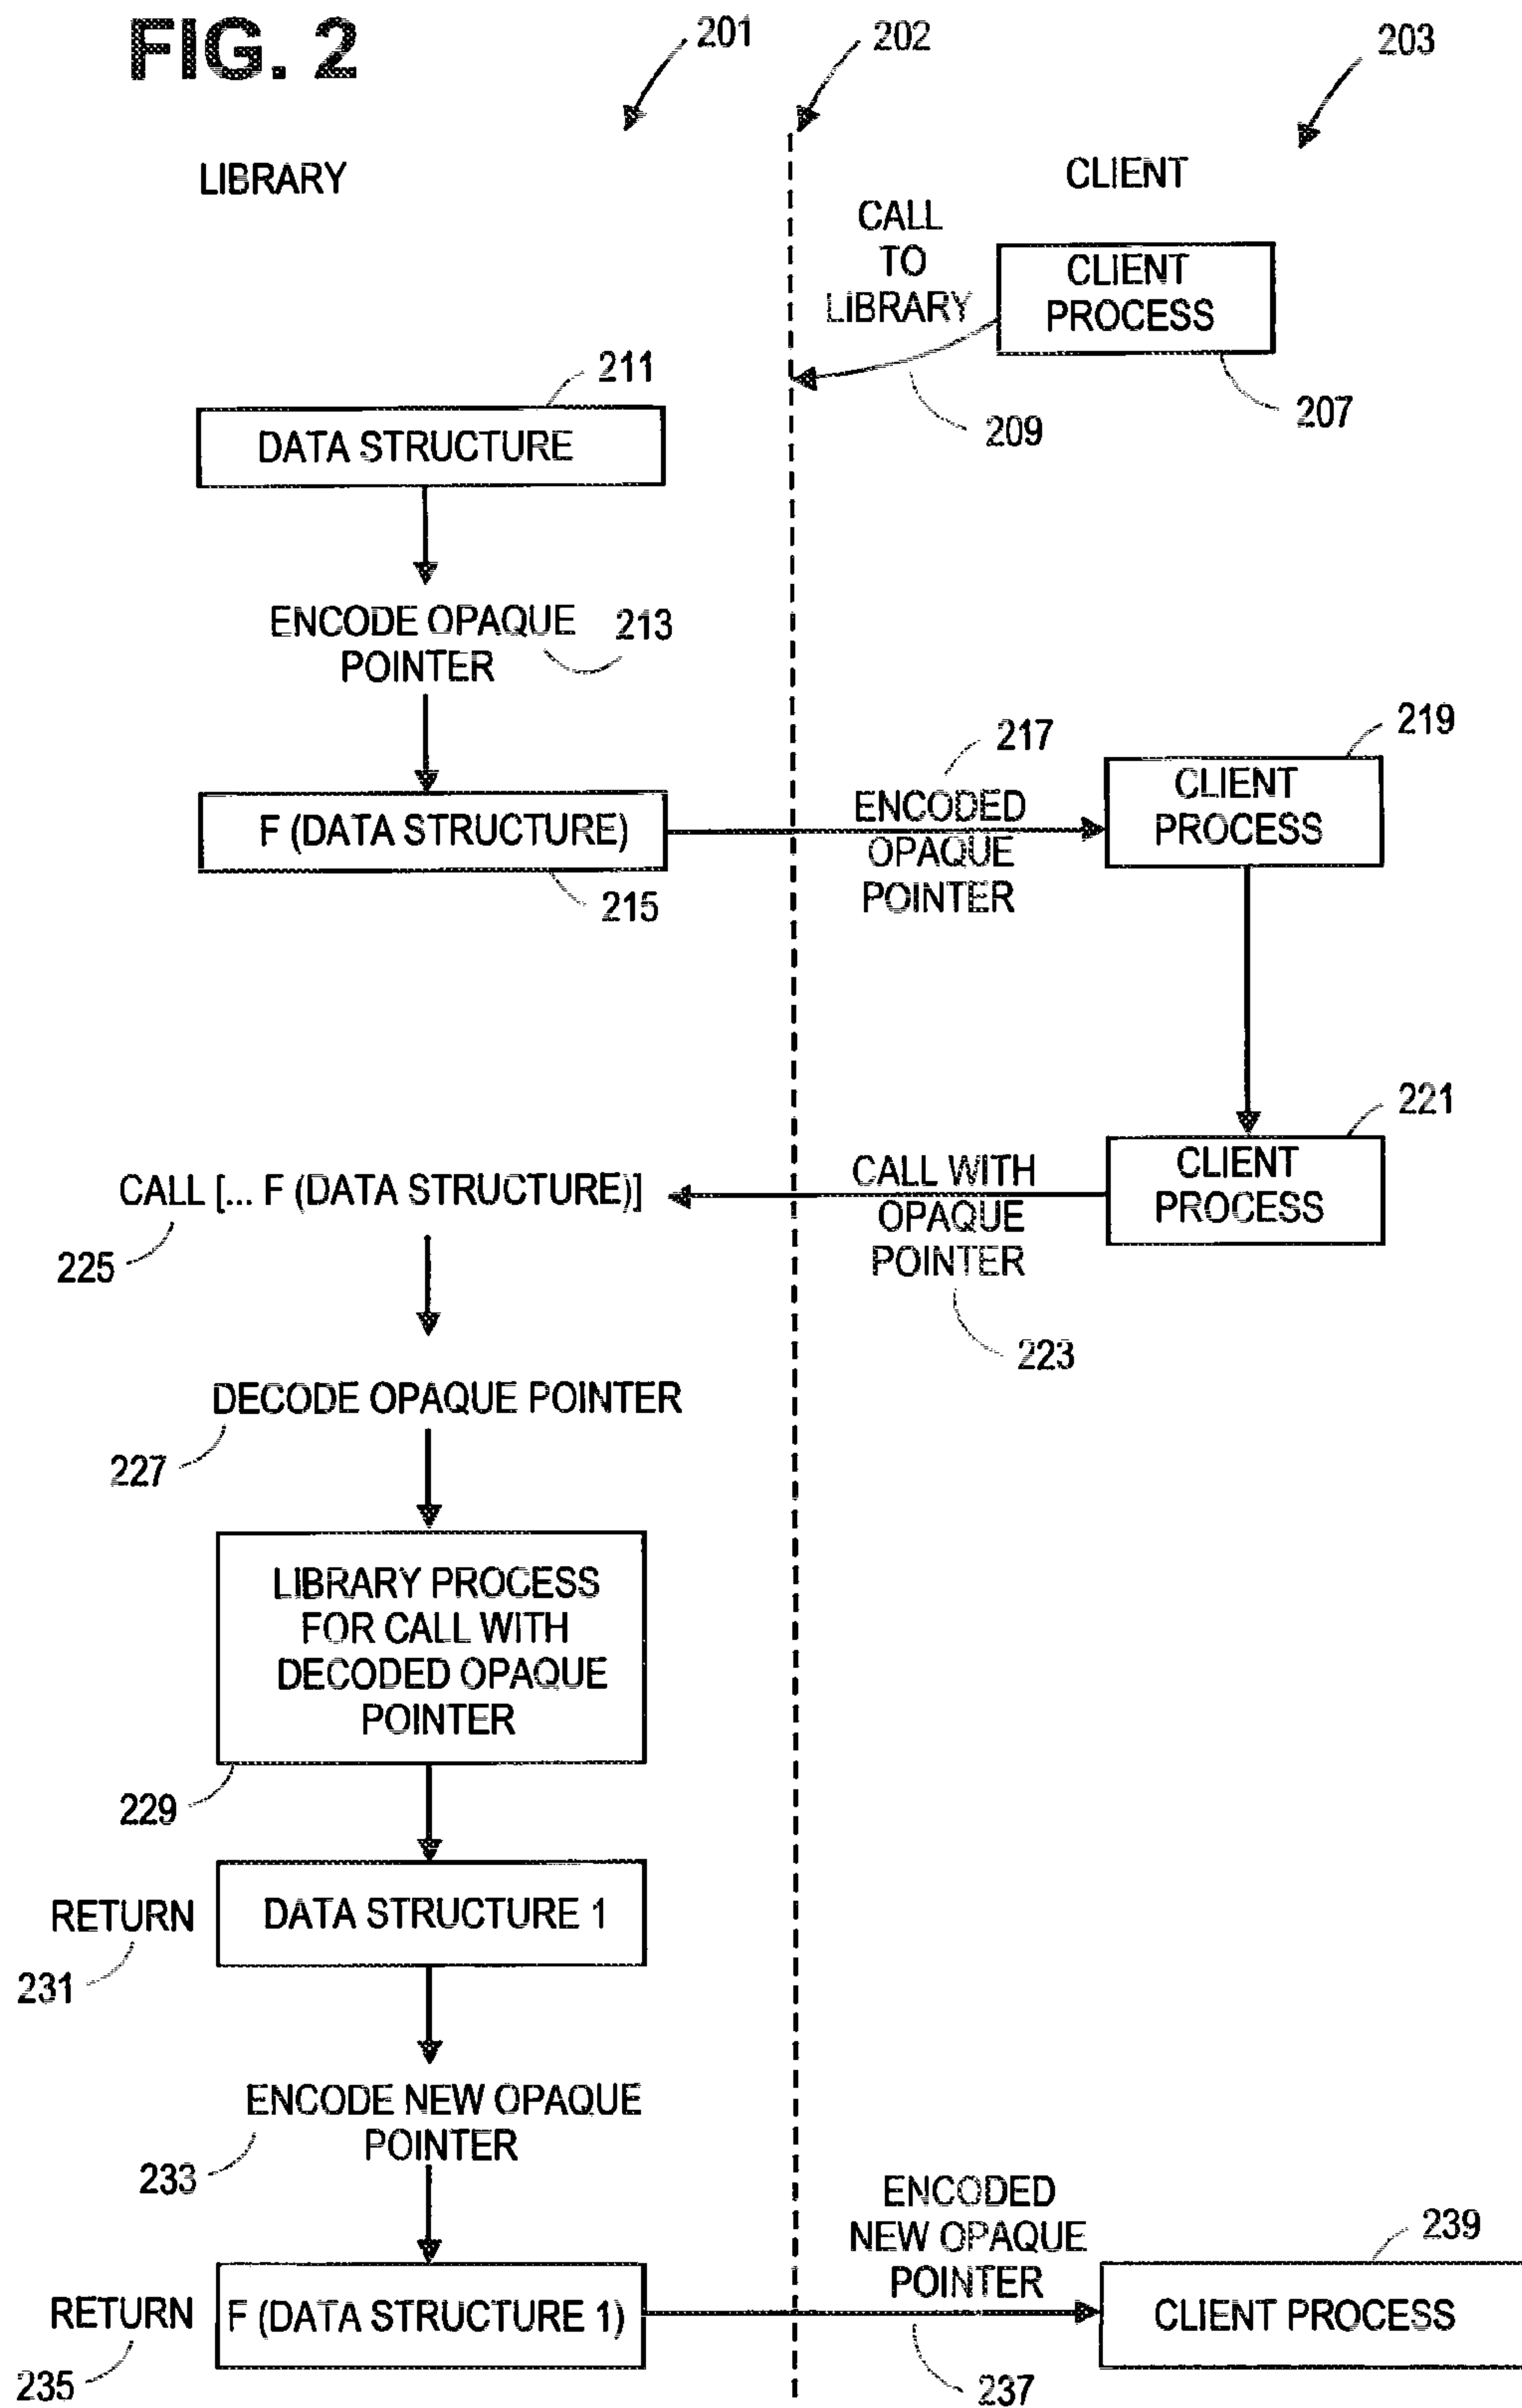 FIG. 2
201
202
203
LIBRARY
CLIENT
CALL
TO
LIBRARY
CLIENT
PROCESS
207
209
211
DATA STRUCTURE
ENCODE OPAQUE
POINTER
213
F (DATA STRUCTURE)
215
217
ENCODED
OPAQUE
POINTER
219
CLIENT
PROCESS
221
CLIENT
PROCESS
CALL WITH
OPAQUE
POINTER
223
CALL [... F (DATA STRUCTURE)]
225
DECODE OPAQUE POINTER
227
LIBRARY PROCESS
FOR CALL WITH
DECODED OPAQUE
POINTER
229
RETURN
231
DATA STRUCTURE 1
ENCODE NEW OPAQUE
POINTER
233
RETURN
235
F (DATA STRUCTURE 1)
ENCODED
NEW OPAQUE
POINTER
237
239
CLIENT PROCESS